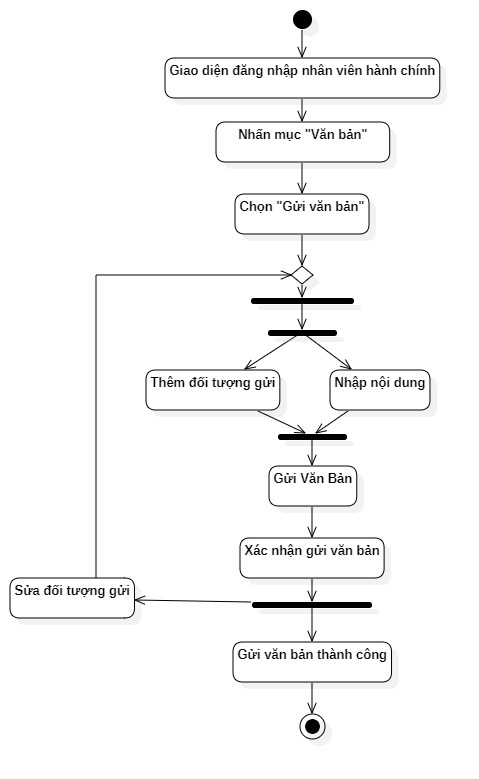 Giao diện đăng nhập nhân viên hành chính
Nhấn mục "Văn bản"
Chọn "Gửi văn bản"
Thêm đối tượng gửi
Nhập nội dung
Gửi Văn Bản
Xác nhận gửi văn bản
Sửa đối tượng gửi
Gửi văn bản thành công